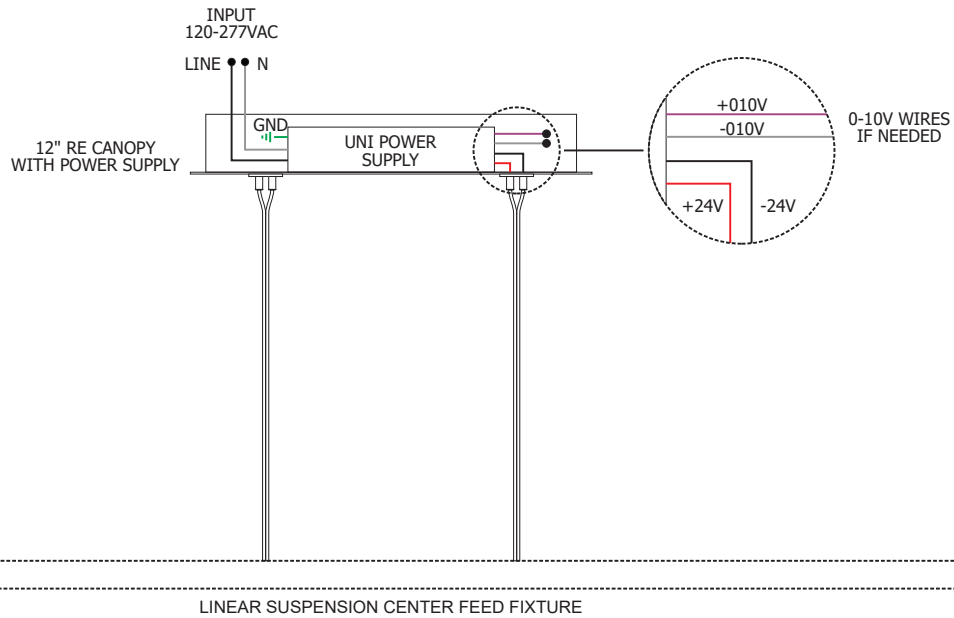 INPUT
120-277VAC
LINE
N
GND
UNI POWER
SUPPLY
12" RE CANOPY
WITH POWER SUPPLY
+010V
-010V
0-10V WIRES
IF NEEDED
+24V
-24V
LINEAR SUSPENSION CENTER FEED FIXTURE